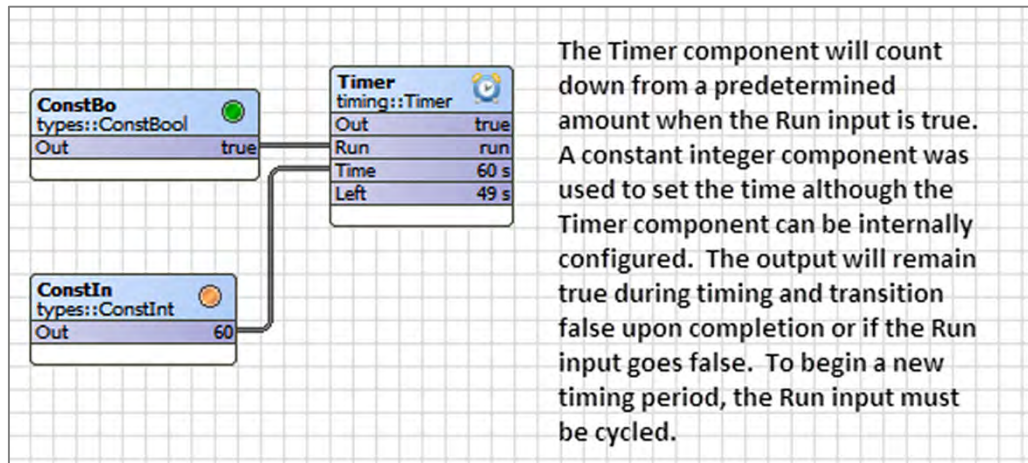 ConstBo
types::ConstBool
Out true
Timer
timing::Timer
Out true
Run run
Time 60 s
Left 49 s
ConstIn
types::ConstInt
Out 60
The Timer component will count
down from a predetermined
amount when the Run input is true.
A constant integer component was
used to set the time although the
Timer component can be internally
configured.  The output will remain
true during timing and transition
false upon completion or if the Run
input goes false.  To begin a new
timing period, the Run input must
be cycled.